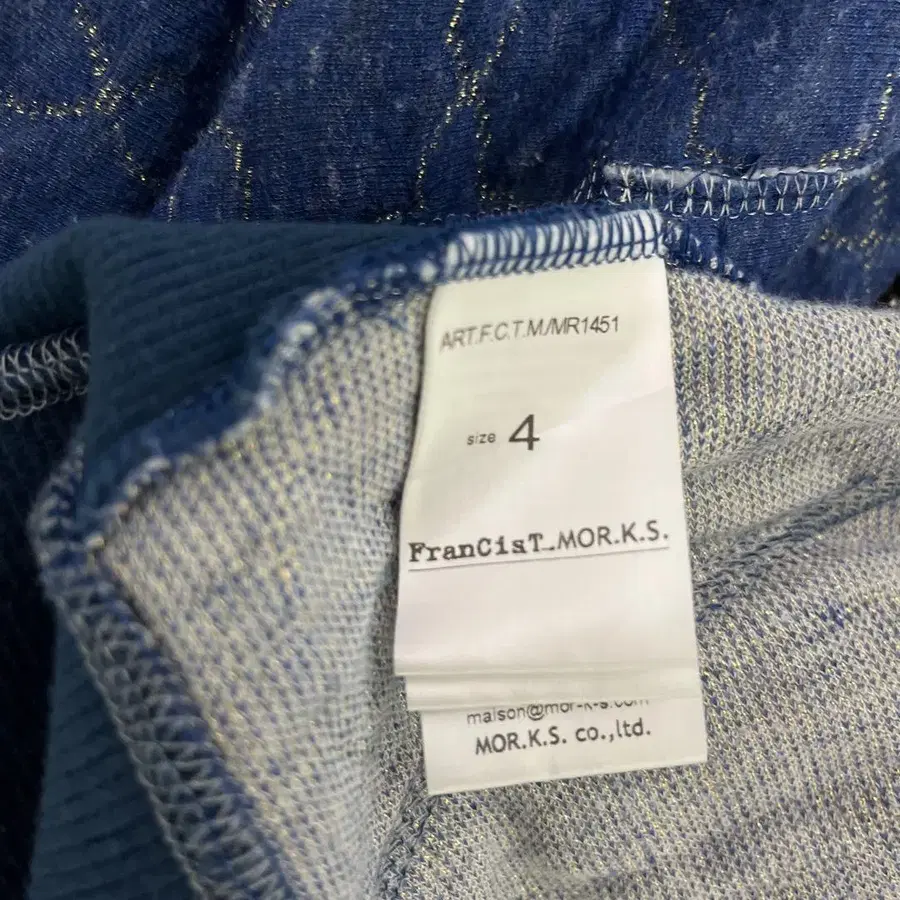 ART.F.C.T.M/MR1451
size 4
FranCisT_MOR.K.S.
maison@mor-k-s.com
MOR.K.S. co.,ltd.